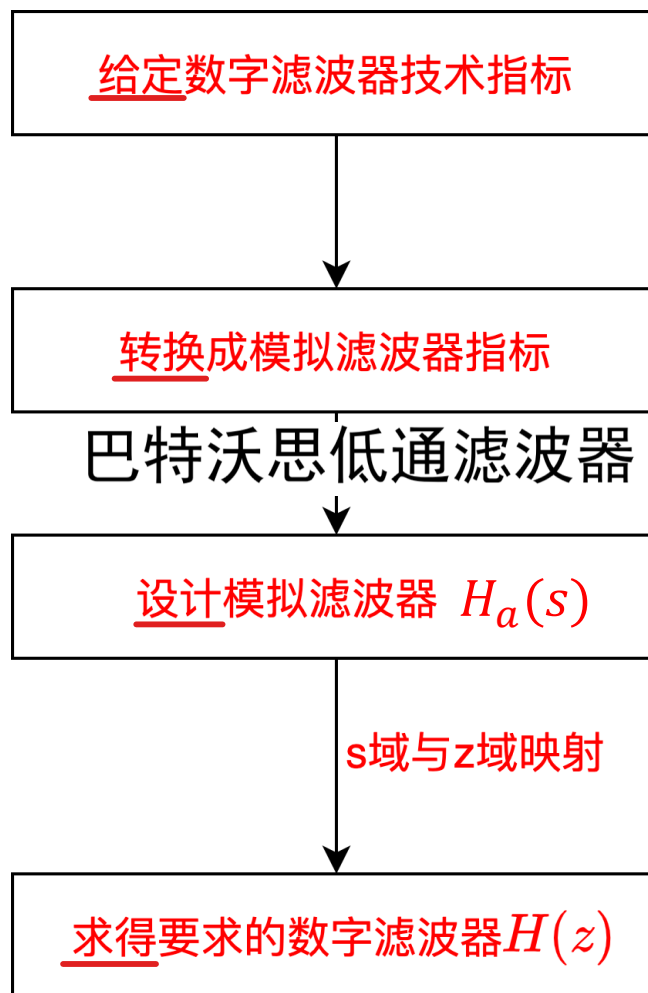 给定数字滤波器技术指标
转换成模拟滤波器指标
巴特沃思低通滤波器
设计模拟滤波器 Hₐ(s)
s域与z域映射
求得要求的数字滤波器H(z)